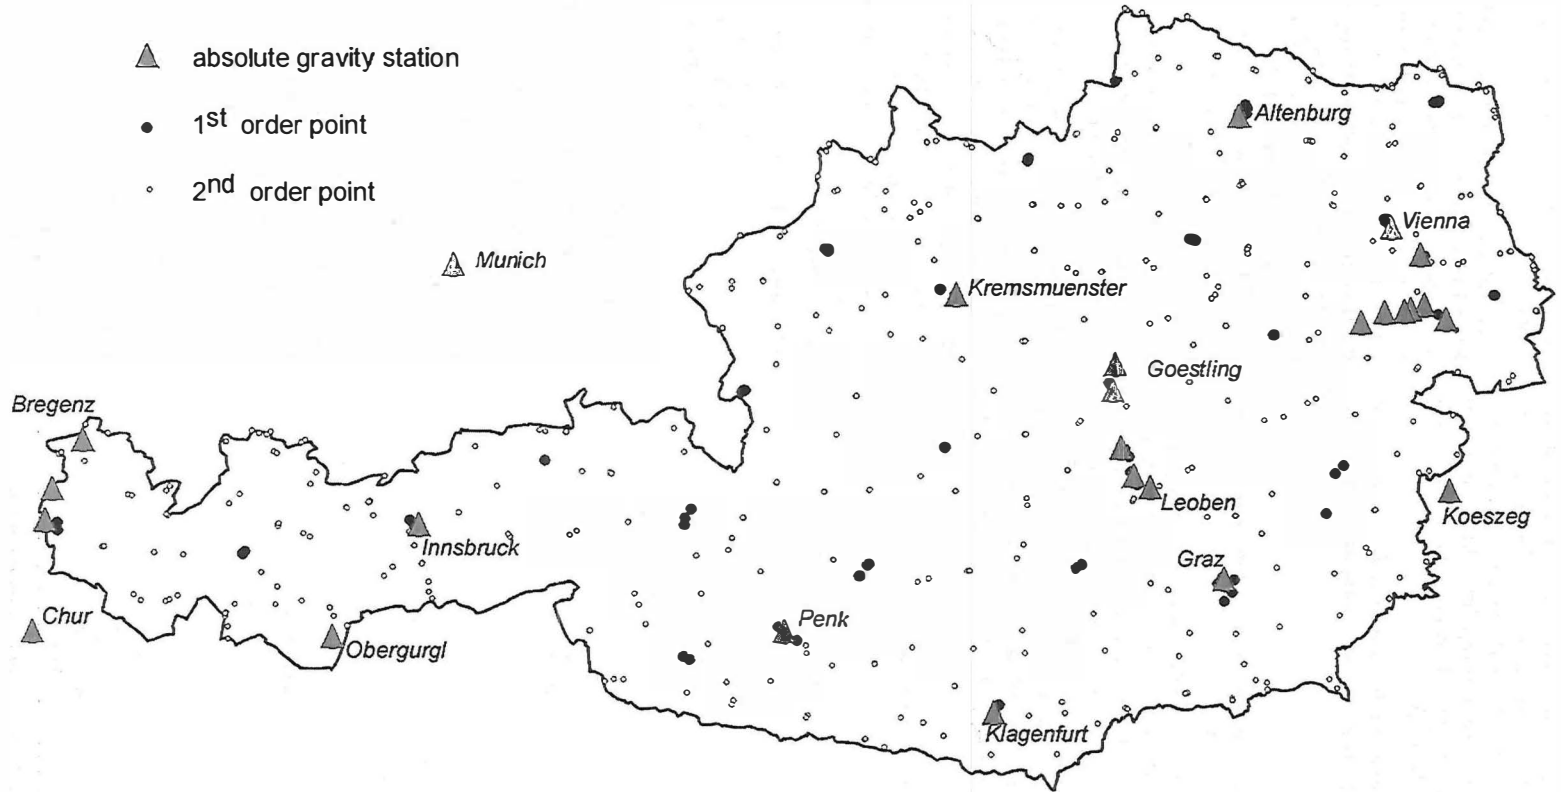 absolute gravity station
1st order point
2nd order point
Altenburg
Vienna
Munich
Kremsmuenster
Goestling
Bregenz
Leoben
Koeszeg
Innsbruck
Graz
Chur
Penk
Obergurgl
Klagenfurt